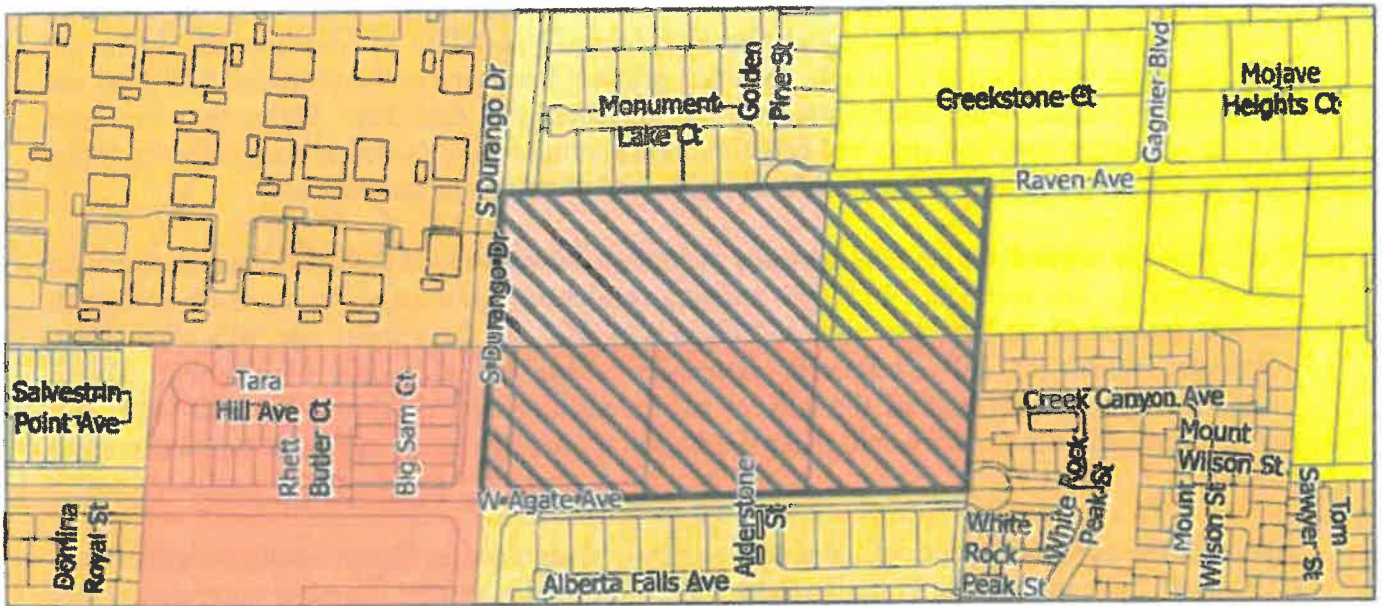 S Durango Dr
Golden
Pine St
Monument
Lake Ct
Creekstone Ct
Gagnier Blvd
Mojave
Heights Ct
Raven Ave
S Durango Dr
Salvestrin
Point Ave
Tara
Hill Ave
Rhett
Butler Ct
Big Sam Ct
Creek Canyon Ave
Mount
Wilson St
White Rock
Peak St
W Agate Ave
Alderstone
St
Domina
Royal St
White
Rock
Peak St
Mount
Wilson St
Tom
Sawyer St
Alberta Falls Ave